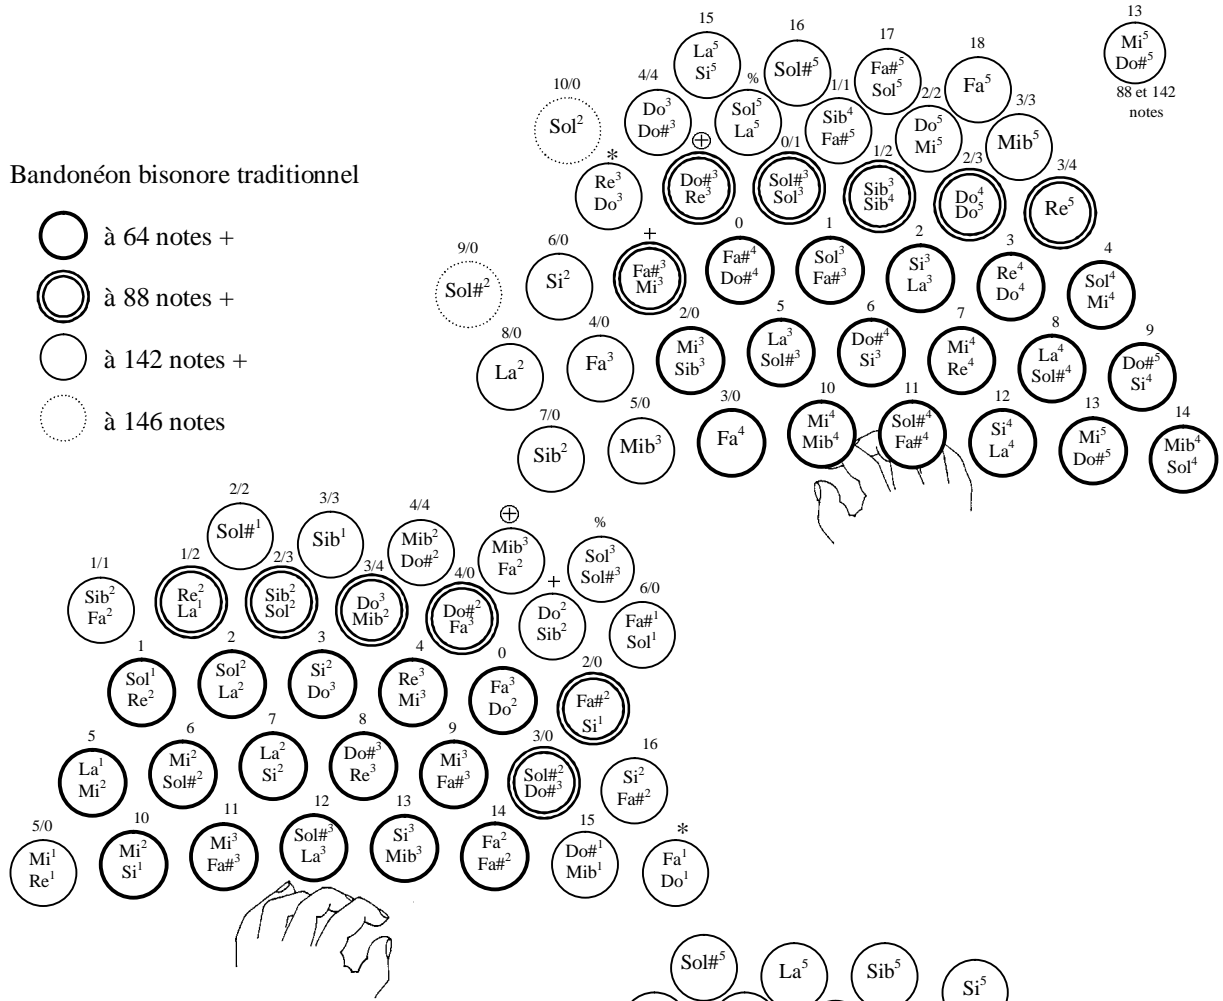 15
La5
Si5
16
Sol#5
17
Fa#5
Sol5
18
Fa5
13
Mi5
Do#5
88 et 142
notes
10/0
Sol2
4/4
Do3
Do#3
%
Sol5
La5
1/1
Sib4
Fa#5
2/2
Do5
Mi5
3/3
Mib5
Bandonéon bisonore traditionnel
à 64 notes +
à 88 notes +
à 142 notes +
à 146 notes
*
Re3
Do3
⊕
Do#3
Re3
0/1
Sol#3
Sol3
1/2
Sib3
Sib4
2/3
Do4
Do5
3/4
Re5
9/0
Sol#2
6/0
Si2
+
Fa#3
Mi3
0
Fa#4
Do#4
1
Sol3
Fa#3
2
Si3
La3
3
Re4
Do4
4
Sol4
Mi4
8/0
La2
4/0
Fa3
2/0
Mi3
Sib3
5
La3
Sol#3
6
Do#4
Si3
7
Mi4
Re4
8
La4
Sol#4
9
Do#5
Si4
7/0
Sib2
5/0
Mib3
3/0
Fa4
10
Mi4
Mib4
11
Sol#4
Fa#4
12
Si4
La4
13
Mi5
Do#5
14
Mib4
Sol4
2/2
Sol#1
3/3
Sib1
4/4
Mib2
Do#2
⊕
Mib3
Fa2
%
Sol3
Sol#3
1/1
Sib2
Fa2
1/2
Re2
La1
2/3
Sib2
Sol2
3/4
Do3
Mib2
4/0
Do#2
Fa3
+
Do2
Sib2
6/0
Fa#1
Sol1
1
Sol1
Re2
2
Sol2
La2
3
Si2
Do3
4
Re3
Mi3
0
Fa3
Do2
2/0
Fa#2
Si1
5
La1
Mi2
6
Mi2
Sol#2
7
La2
Si2
8
Do#3
Re3
9
Mi3
Fa#3
3/0
Sol#2
Do#3
16
Si2
Fa#2
5/0
Mi1
Re1
10
Mi2
Si1
11
Mi3
Fa#3
12
Sol#3
La3
13
Si3
Mib3
14
Fa2
Fa#2
15
Do#1
Mib1
*
Fa1
Do1
Sol#5
La5
Sib5
Si5